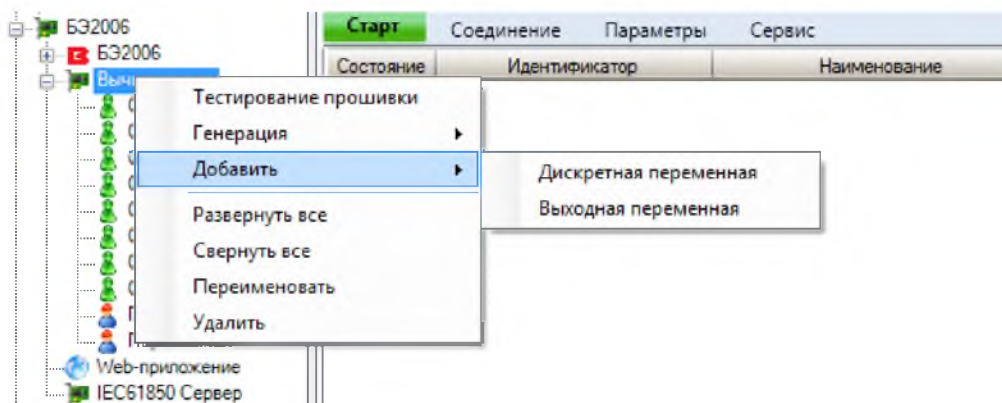 БЭ2006
БЭ2006
Старт Соединение Параметры Сервис
Состояние Идентификатор Наименование
Тестирование прошивки
Генерация
Добавить
Дискретная переменная
Выходная переменная
Развернуть все
Свернуть все
Переименовать
Удалить
Web-приложение
IEC61850 Сервер